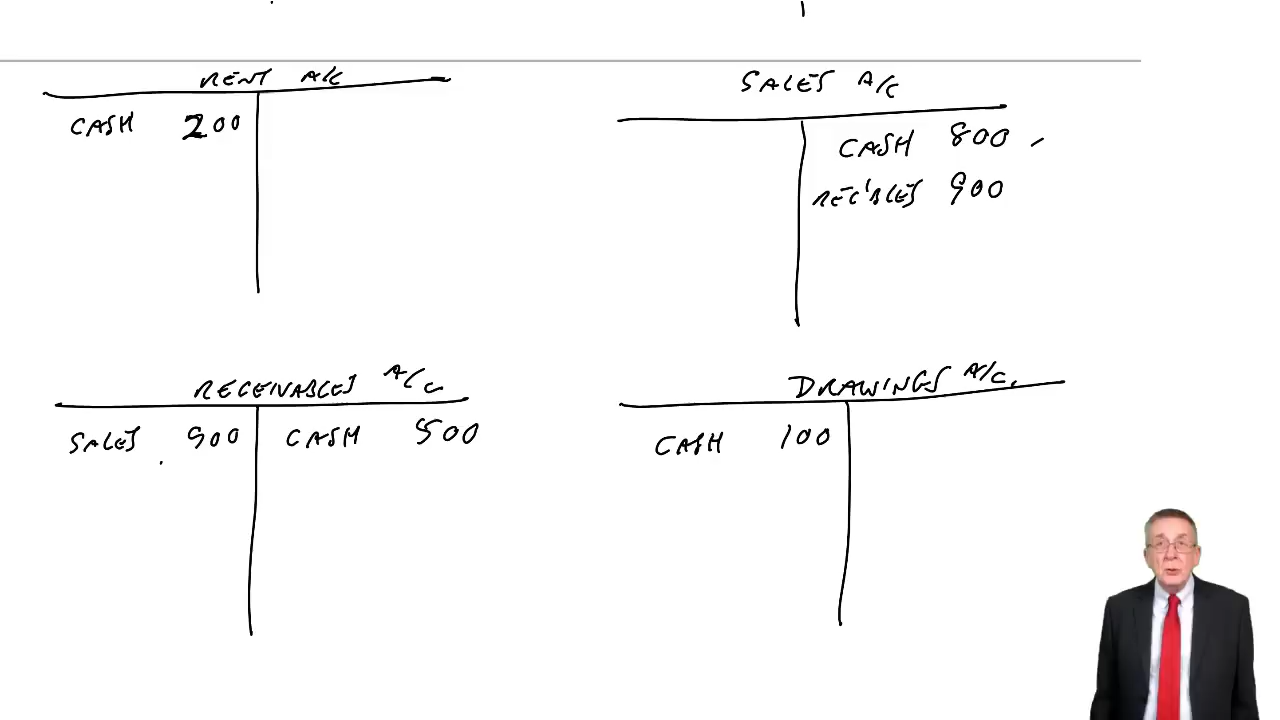 RENT A/C
CASH 200
SALES A/C
CASH 800
REC'BLES 900
RECEIVABLES A/C
SALES 900 CASH 500
DRAWINGS A/C.
CASH 100